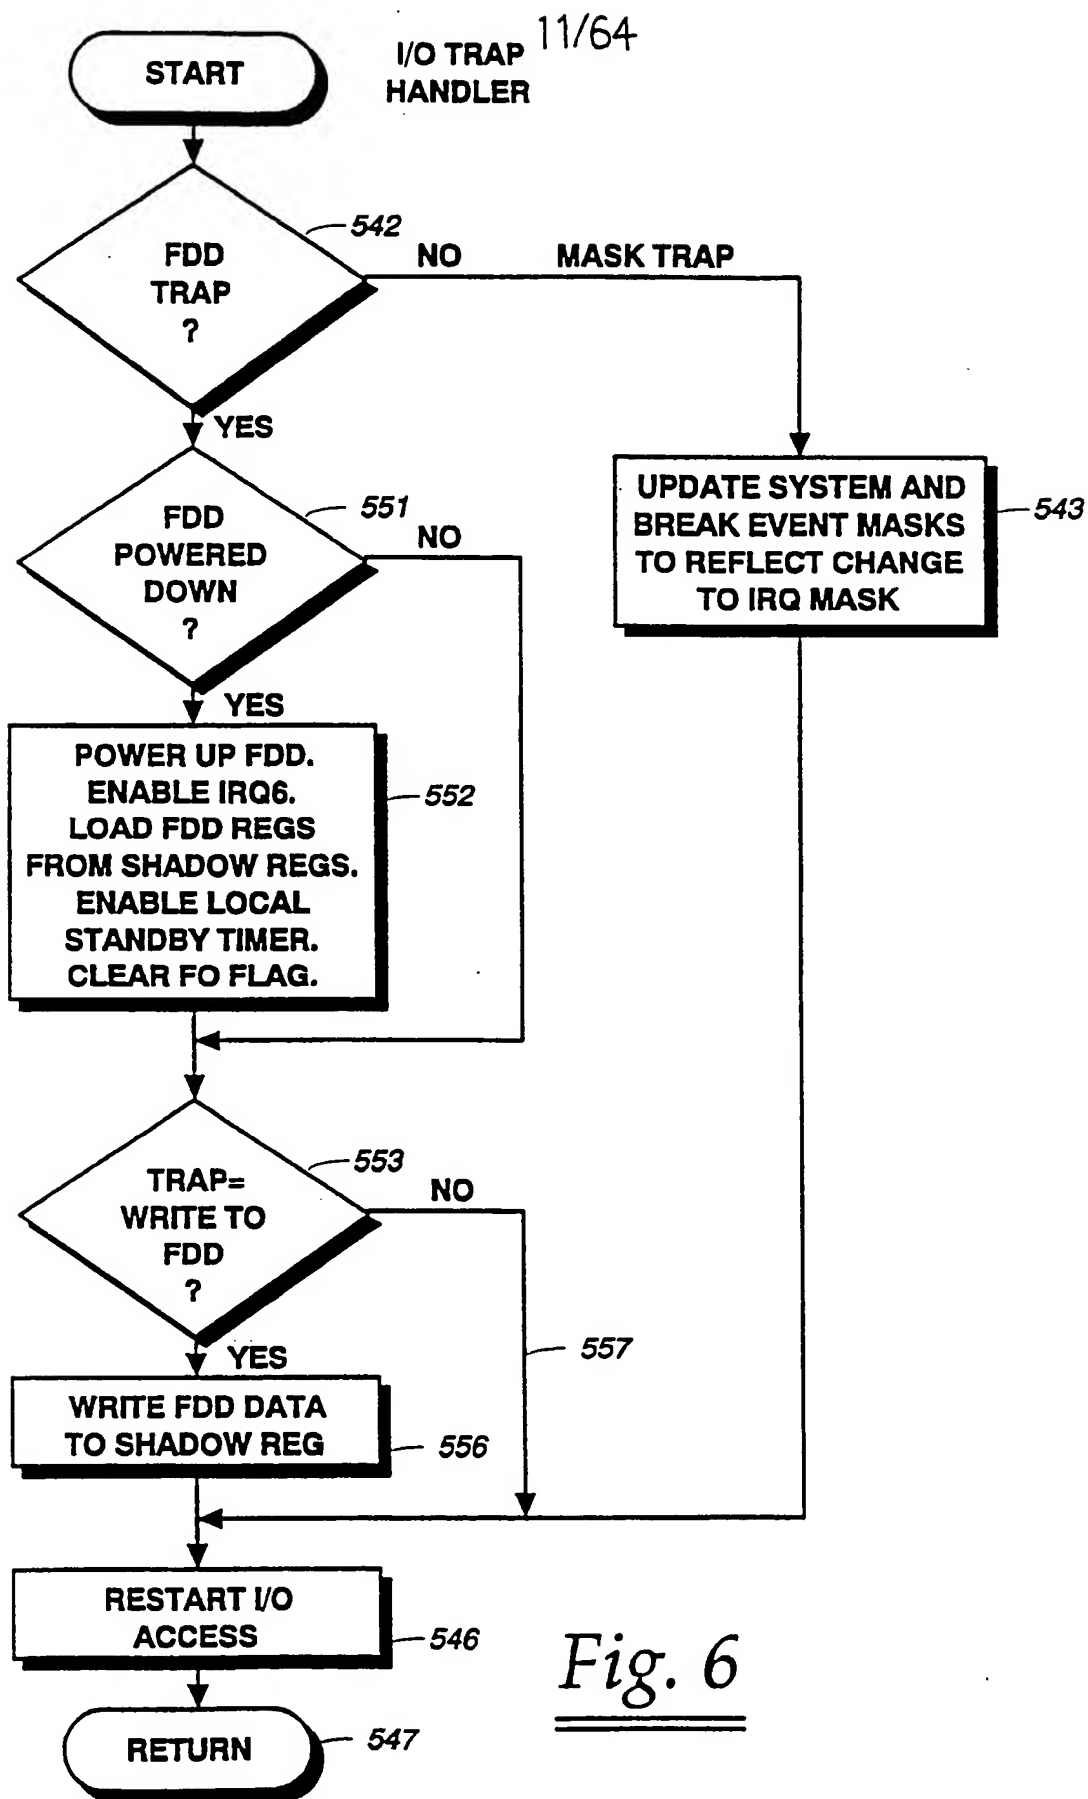 11/64
I/O TRAP
HANDLER
START
542
FDD
TRAP
?
NO
MASK TRAP
YES
551
FDD
POWERED
DOWN
?
NO
UPDATE SYSTEM AND
BREAK EVENT MASKS
TO REFLECT CHANGE
TO IRQ MASK
543
YES
POWER UP FDD.
ENABLE IRQ6.
LOAD FDD REGS
FROM SHADOW REGS.
ENABLE LOCAL
STANDBY TIMER.
CLEAR FO FLAG.
552
553
TRAP=
WRITE TO
FDD
?
NO
557
YES
WRITE FDD DATA
TO SHADOW REG
556
RESTART I/O
ACCESS
546
RETURN
547
Fig. 6